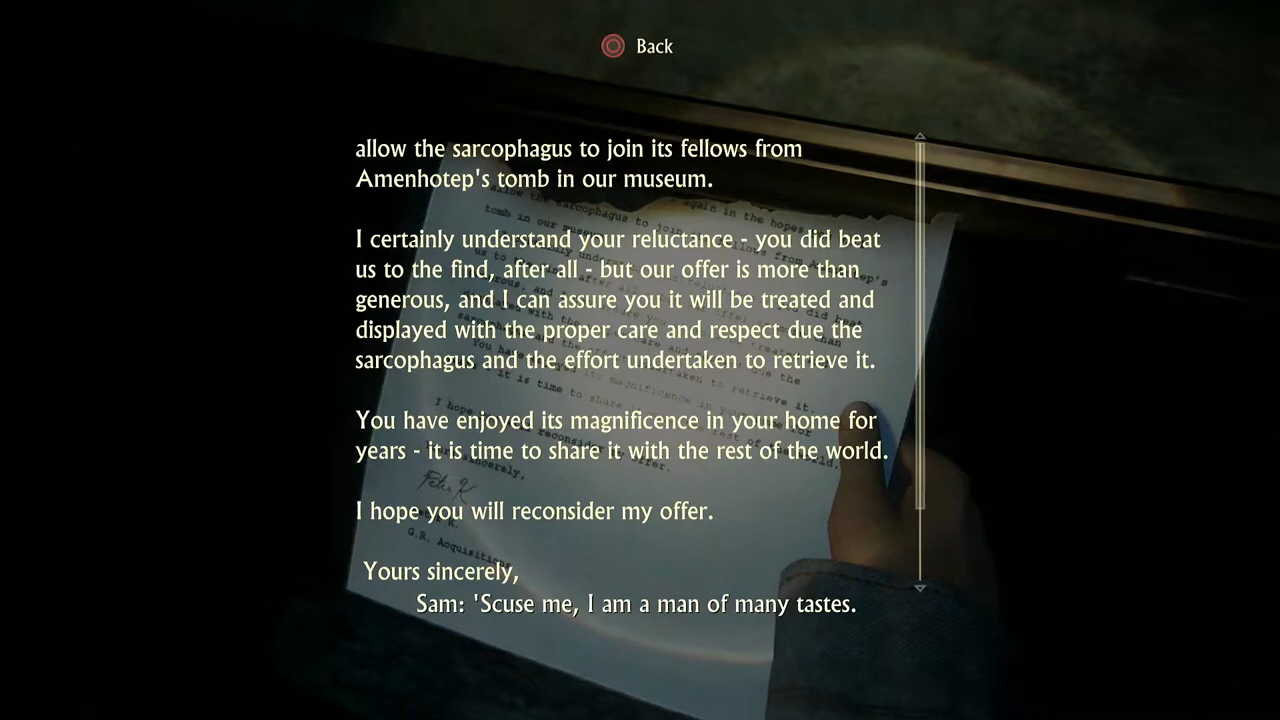 Back
allow the sarcophagus to join its fellows from
Amenhotep's tomb in our museum.
I certainly understand your reluctance - you did beat
us to the find, after all - but our offer is more than
generous, and I can assure you it will be treated and
displayed with the proper care and respect due the
sarcophagus and the effort undertaken to retrieve it.
You have enjoyed its magnificence in your home for
years - it is time to share it with the rest of the world.
I hope you will reconsider my offer.
Yours sincerely,
Sam: 'Scuse me, I am a man of many tastes.
Peter K
G.R. Acquisitions